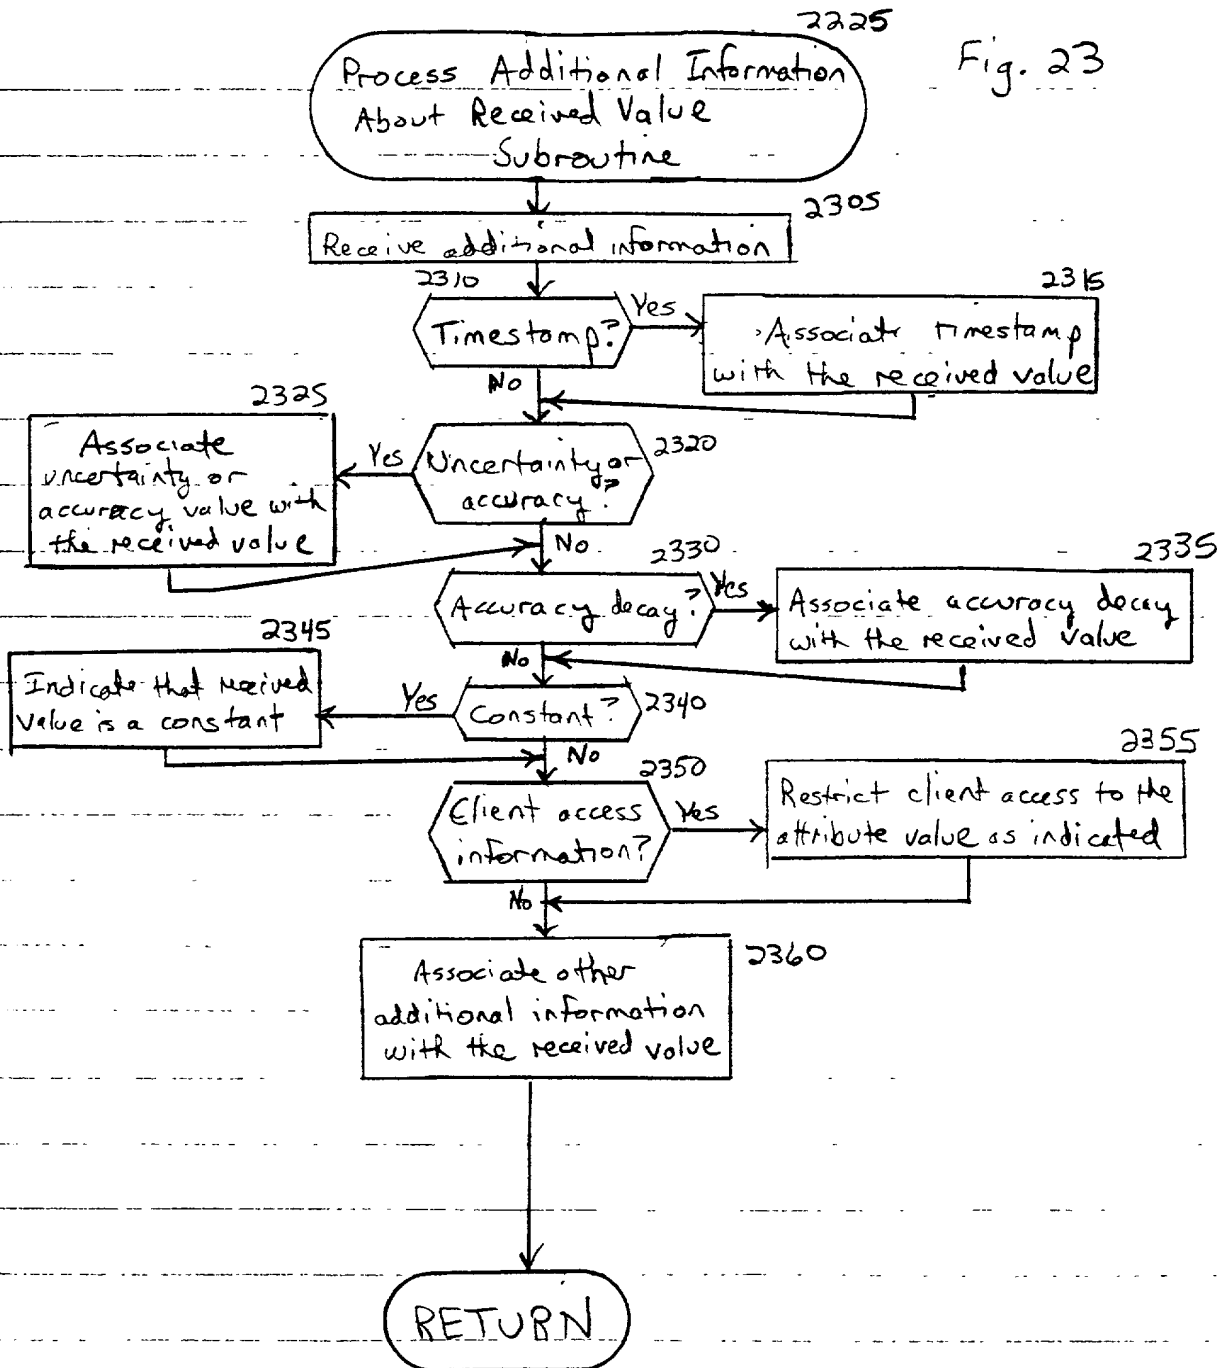 2225
Fig. 23
Process Additional Information
About Received Value
Subroutine
2305
Receive additional information
2310
Timestamp?
Yes
2315
Associate timestamp
with the received value
No
2325
Associate
uncertainty or
accuracy value with
the received value
Yes
Uncertainty or
accuracy?
2320
No
2330
Accuracy decay?
Yes
2335
Associate accuracy decay
with the received value
No
2345
Indicate that received
value is a constant
Yes
Constant?
2340
No
2350
Client access
information?
Yes
2355
Restrict client access to the
attribute value as indicated
No
2360
Associate other
additional information
with the received value
RETURN